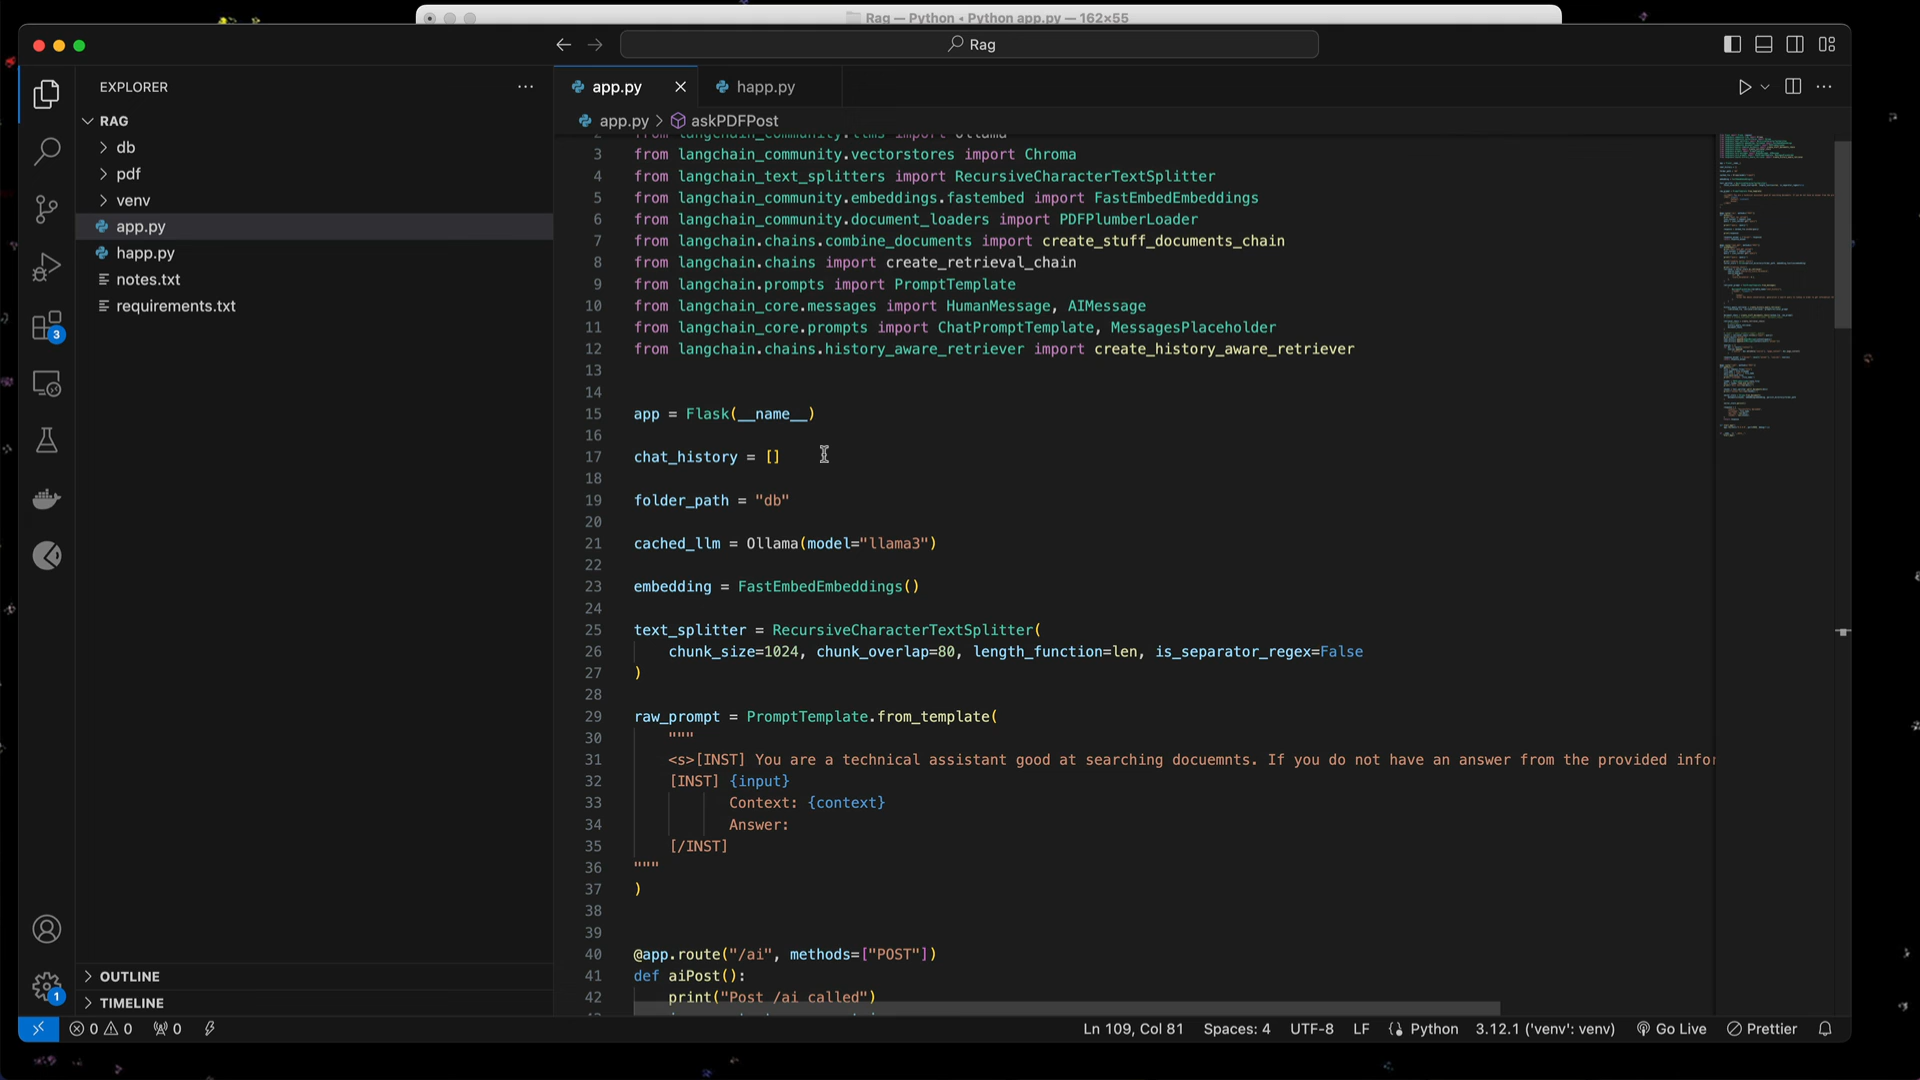 Rag — Python ◂ Python app.py — 162×55
Rag
EXPLORER
RAG
db
pdf
venv
app.py
happ.py
notes.txt
requirements.txt
OUTLINE
TIMELINE
app.py
happ.py
app.py > askPDFPost
2 from langchain_community.llms import Ollama
3 from langchain_community.vectorstores import Chroma
4 from langchain_text_splitters import RecursiveCharacterTextSplitter
5 from langchain_community.embeddings.fastembed import FastEmbedEmbeddings
6 from langchain_community.document_loaders import PDFPlumberLoader
7 from langchain.chains.combine_documents import create_stuff_documents_chain
8 from langchain.chains import create_retrieval_chain
9 from langchain.prompts import PromptTemplate
10 from langchain_core.messages import HumanMessage, AIMessage
11 from langchain_core.prompts import ChatPromptTemplate, MessagesPlaceholder
12 from langchain.chains.history_aware_retriever import create_history_aware_retriever
13
14
15 app = Flask(__name__)
16
17 chat_history = []
18
19 folder_path = "db"
20
21 cached_llm = Ollama(model="llama3")
22
23 embedding = FastEmbedEmbeddings()
24
25 text_splitter = RecursiveCharacterTextSplitter(
26 chunk_size=1024, chunk_overlap=80, length_function=len, is_separator_regex=False
27 )
28
29 raw_prompt = PromptTemplate.from_template(
30 """
31 <s>[INST] You are a technical assistant good at searching docuemnts. If you do not have an answer from the provided infor
32 [INST] {input}
33 Context: {context}
34 Answer:
35 [/INST]
36 """
37 )
38
39
40 @app.route("/ai", methods=["POST"])
41 def aiPost():
42 print("Post /ai called")
3
1
0 0 0
Ln 109, Col 81 Spaces: 4 UTF-8 LF Python 3.12.1 ('venv': venv) Go Live Prettier